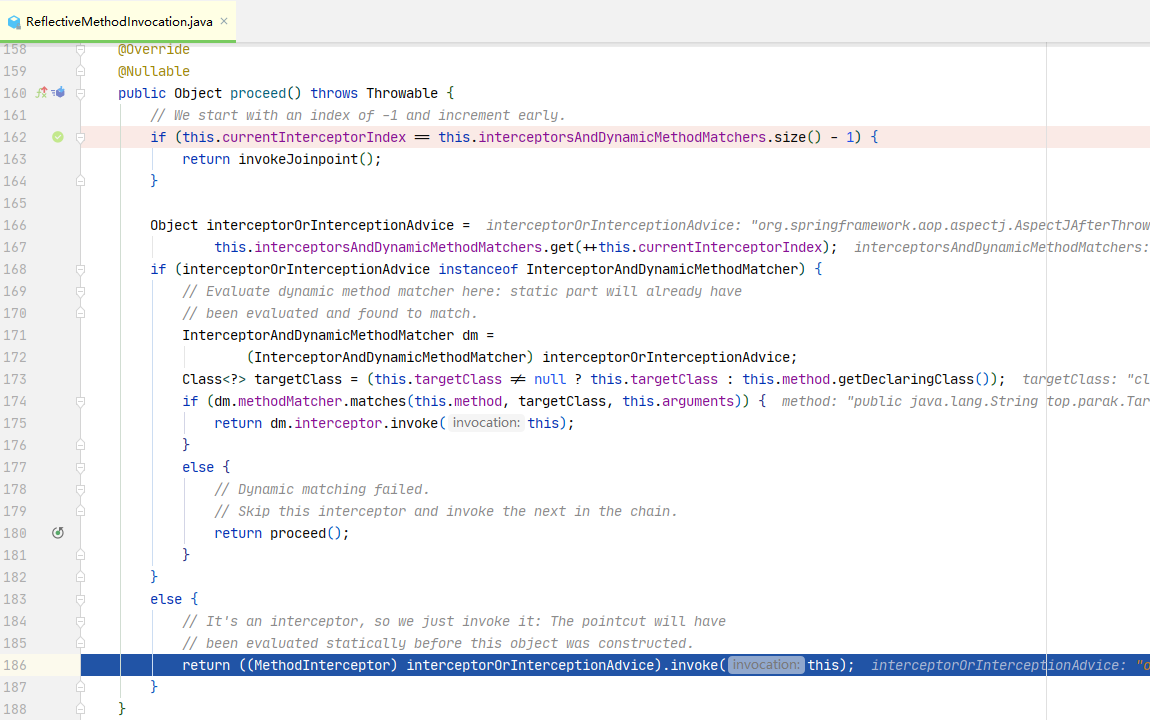 ReflectiveMethodInvocation.java ×
158 @Override
159 @Nullable
160 public Object proceed() throws Throwable {
161 // We start with an index of -1 and increment early.
162 if (this.currentInterceptorIndex == this.interceptorsAndDynamicMethodMatchers.size() - 1) {
163 return invokeJoinpoint();
164 }
165
166 Object interceptorOrInterceptionAdvice = interceptorOrInterceptionAdvice: "org.springframework.aop.aspectj.AspectJAfterThrow
167 this.interceptorsAndDynamicMethodMatchers.get(++this.currentInterceptorIndex); interceptorsAndDynamicMethodMatchers:
168 if (interceptorOrInterceptionAdvice instanceof InterceptorAndDynamicMethodMatcher) {
169 // Evaluate dynamic method matcher here: static part will already have
170 // been evaluated and found to match.
171 InterceptorAndDynamicMethodMatcher dm =
172 (InterceptorAndDynamicMethodMatcher) interceptorOrInterceptionAdvice;
173 Class<?> targetClass = (this.targetClass != null ? this.targetClass : this.method.getDeclaringClass()); targetClass: "cl
174 if (dm.methodMatcher.matches(this.method, targetClass, this.arguments)) { method: "public java.lang.String top.parak.Tar
175 return dm.interceptor.invoke( invocation: this);
176 }
177 else {
178 // Dynamic matching failed.
179 // Skip this interceptor and invoke the next in the chain.
180 return proceed();
181 }
182 }
183 else {
184 // It's an interceptor, so we just invoke it: The pointcut will have
185 // been evaluated statically before this object was constructed.
186 return ((MethodInterceptor) interceptorOrInterceptionAdvice).invoke( invocation: this); interceptorOrInterceptionAdvice: "o
187 }
188 }